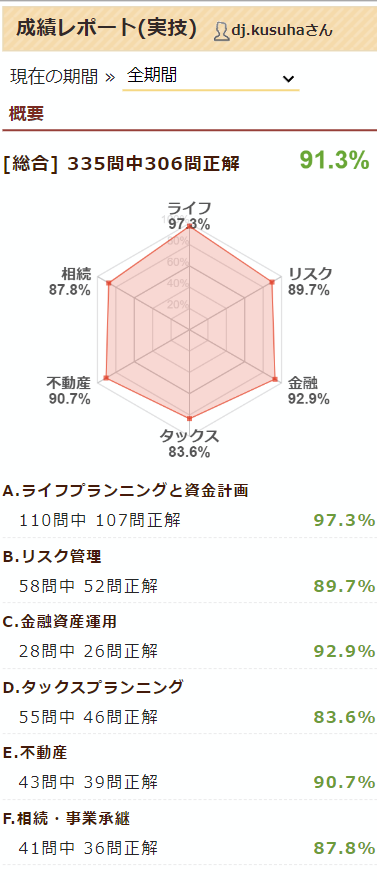 成績レポート(実技) dj.kusuhaさん
現在の期間 » 全期間
概要
[総合] 335問中306問正解 91.3%
ライフ
97.3%
100%
80%
60%
40%
20%
相続
87.8%
リスク
89.7%
不動産
90.7%
金融
92.9%
タックス
83.6%
A.ライフプランニングと資金計画
110問中 107問正解 97.3%
B.リスク管理
58問中 52問正解 89.7%
C.金融資産運用
28問中 26問正解 92.9%
D.タックスプランニング
55問中 46問正解 83.6%
E.不動産
43問中 39問正解 90.7%
F.相続・事業承継
41問中 36問正解 87.8%